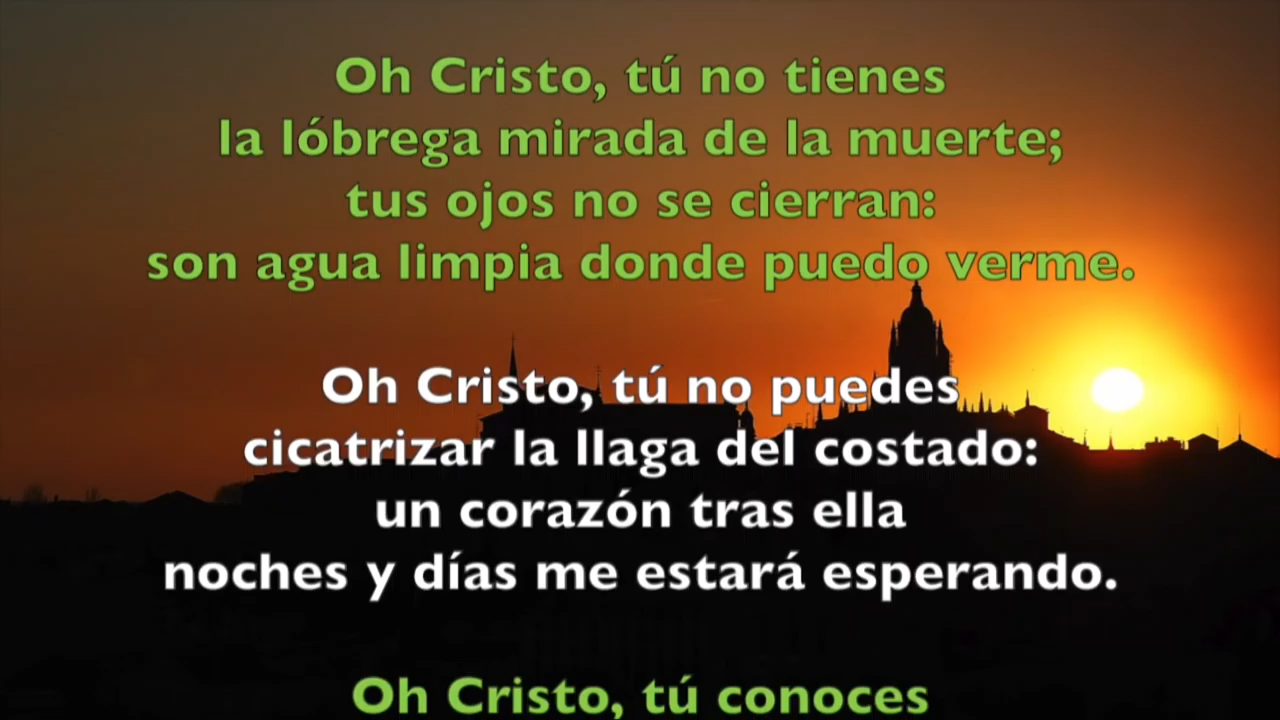 Oh Cristo, tú no tienes
la lóbrega mirada de la muerte;
tus ojos no se cierran:
son agua limpia donde puedo verme.
Oh Cristo, tú no puedes
cicatrizar la llaga del costado:
un corazón tras ella
noches y días me estará esperando.
Oh Cristo, tú conoces